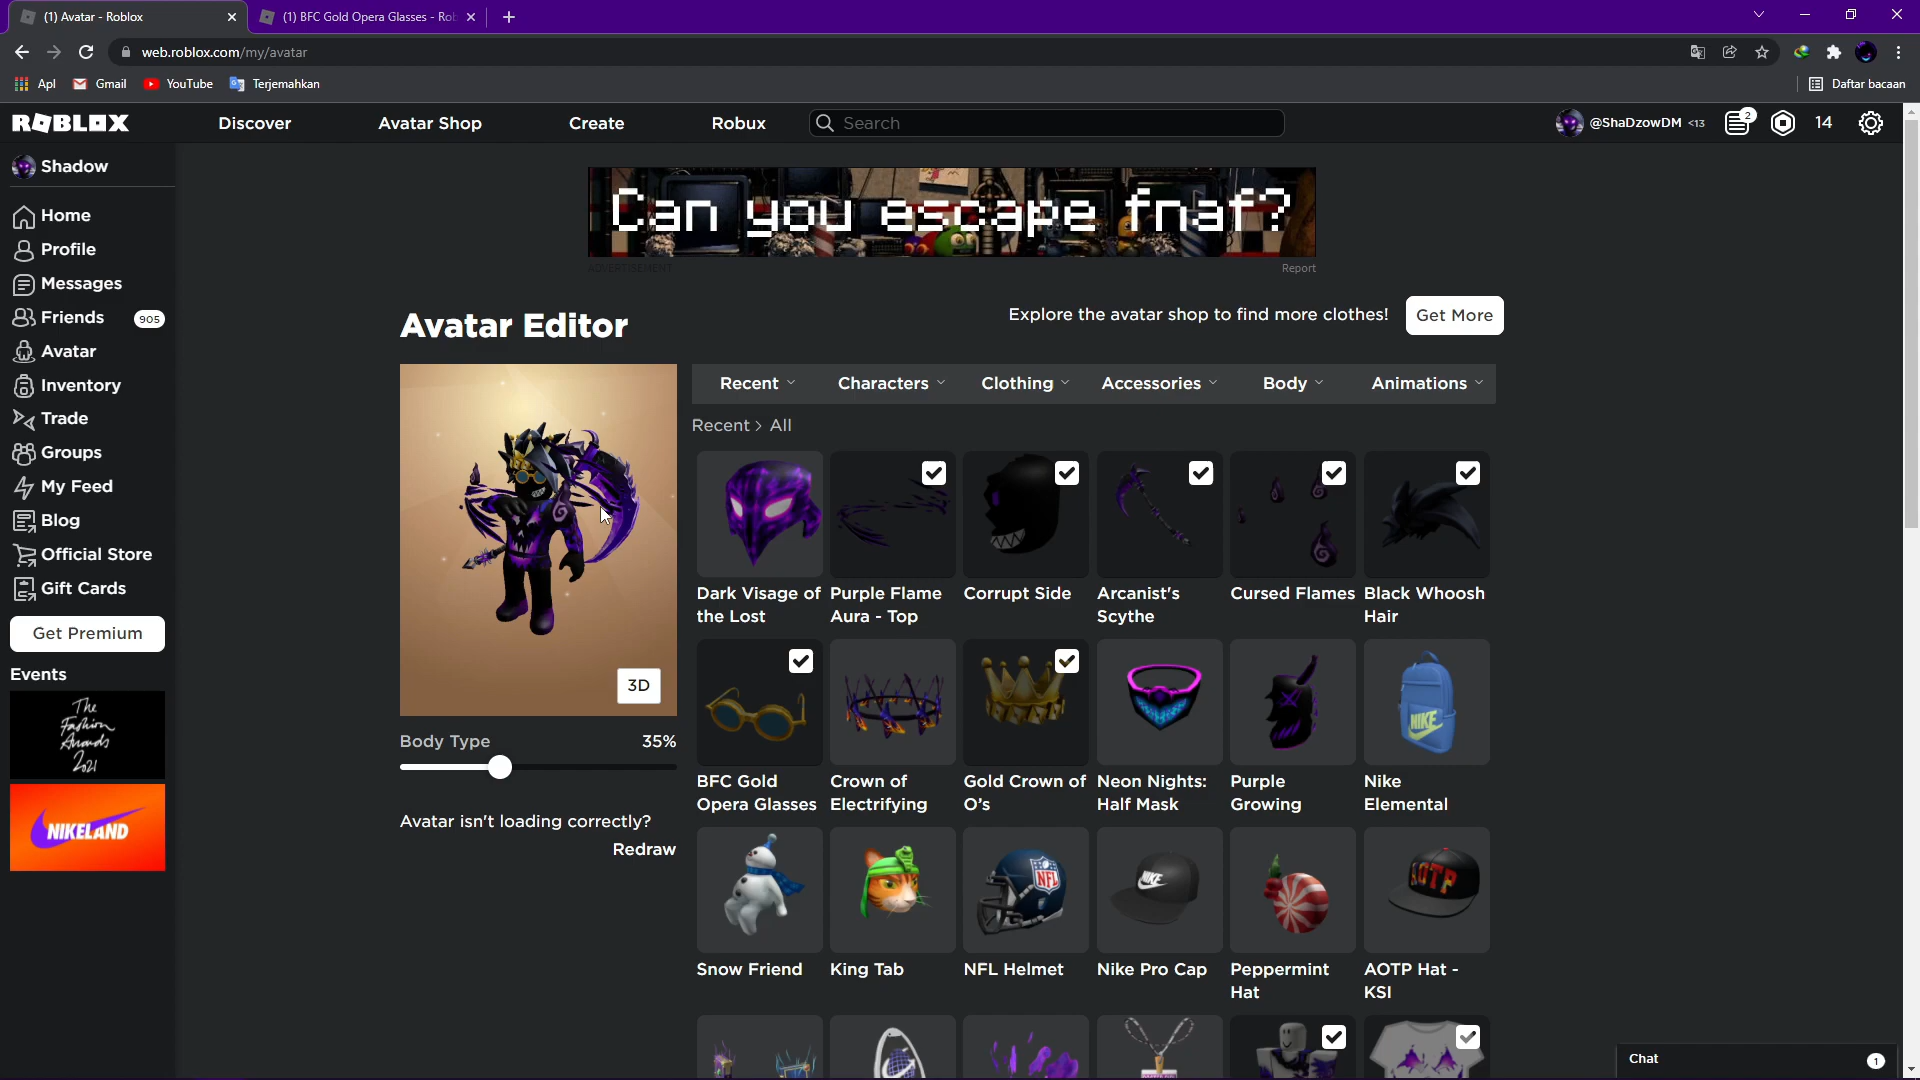 (1) Avatar - Roblox
(1) BFC Gold Opera Glasses - Rob
web.roblox.com/my/avatar
Apl
Gmail
YouTube
Terjemahkan
Daftar bacaan
ROBLOX
Discover
Avatar Shop
Create
Robux
Search
@ShaDzowDM <13
2
14
Shadow
Home
Profile
Messages
Friends
905
Avatar
Inventory
Trade
Groups
My Feed
Blog
Official Store
Gift Cards
Get Premium
Events
The
Fashion
Awards
2021
NIKELAND
Can you escape fnaf?
ADVERTISEMENT
Report
Avatar Editor
Explore the avatar shop to find more clothes!
Get More
3D
Body Type
35%
Avatar isn't loading correctly?
Redraw
Recent
Characters
Clothing
Accessories
Body
Animations
Recent > All
Dark Visage of
the Lost
Purple Flame
Aura - Top
Corrupt Side
Arcanist's
Scythe
Cursed Flames
Black Whoosh
Hair
NIKE
BFC Gold
Opera Glasses
Crown of
Electrifying
Gold Crown of
O's
Neon Nights:
Half Mask
Purple
Growing
Nike
Elemental
NFL
NIKE
AOTP
Snow Friend
King Tab
NFL Helmet
Nike Pro Cap
Peppermint
Hat
AOTP Hat -
KSI
Chat
1